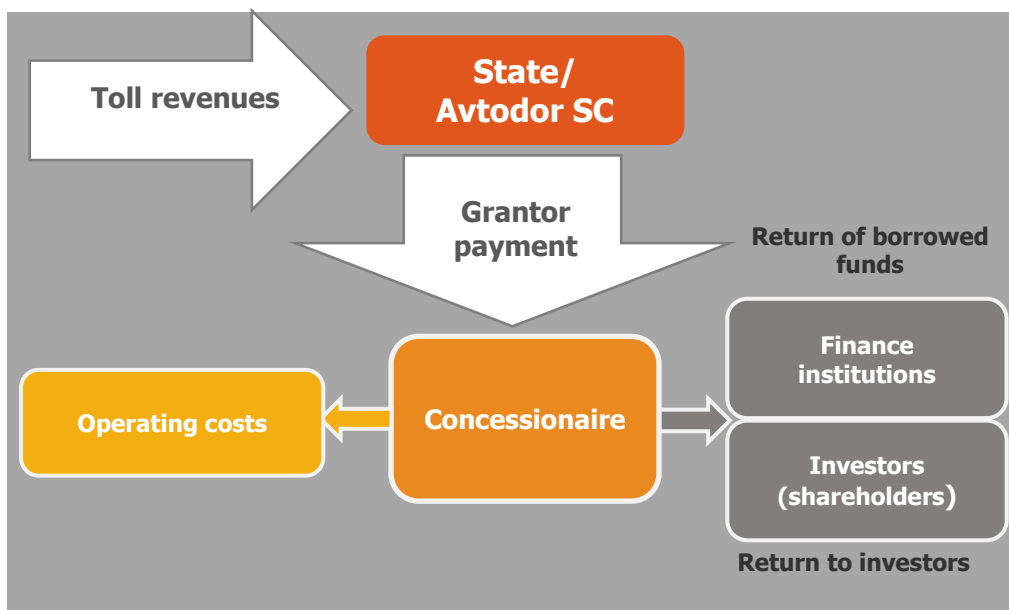 Toll revenues
State/
Avtodor SC
Grantor
payment
Return of borrowed
funds
Finance
institutions
Operating costs
Concessionaire
Investors
(shareholders)
Return to investors